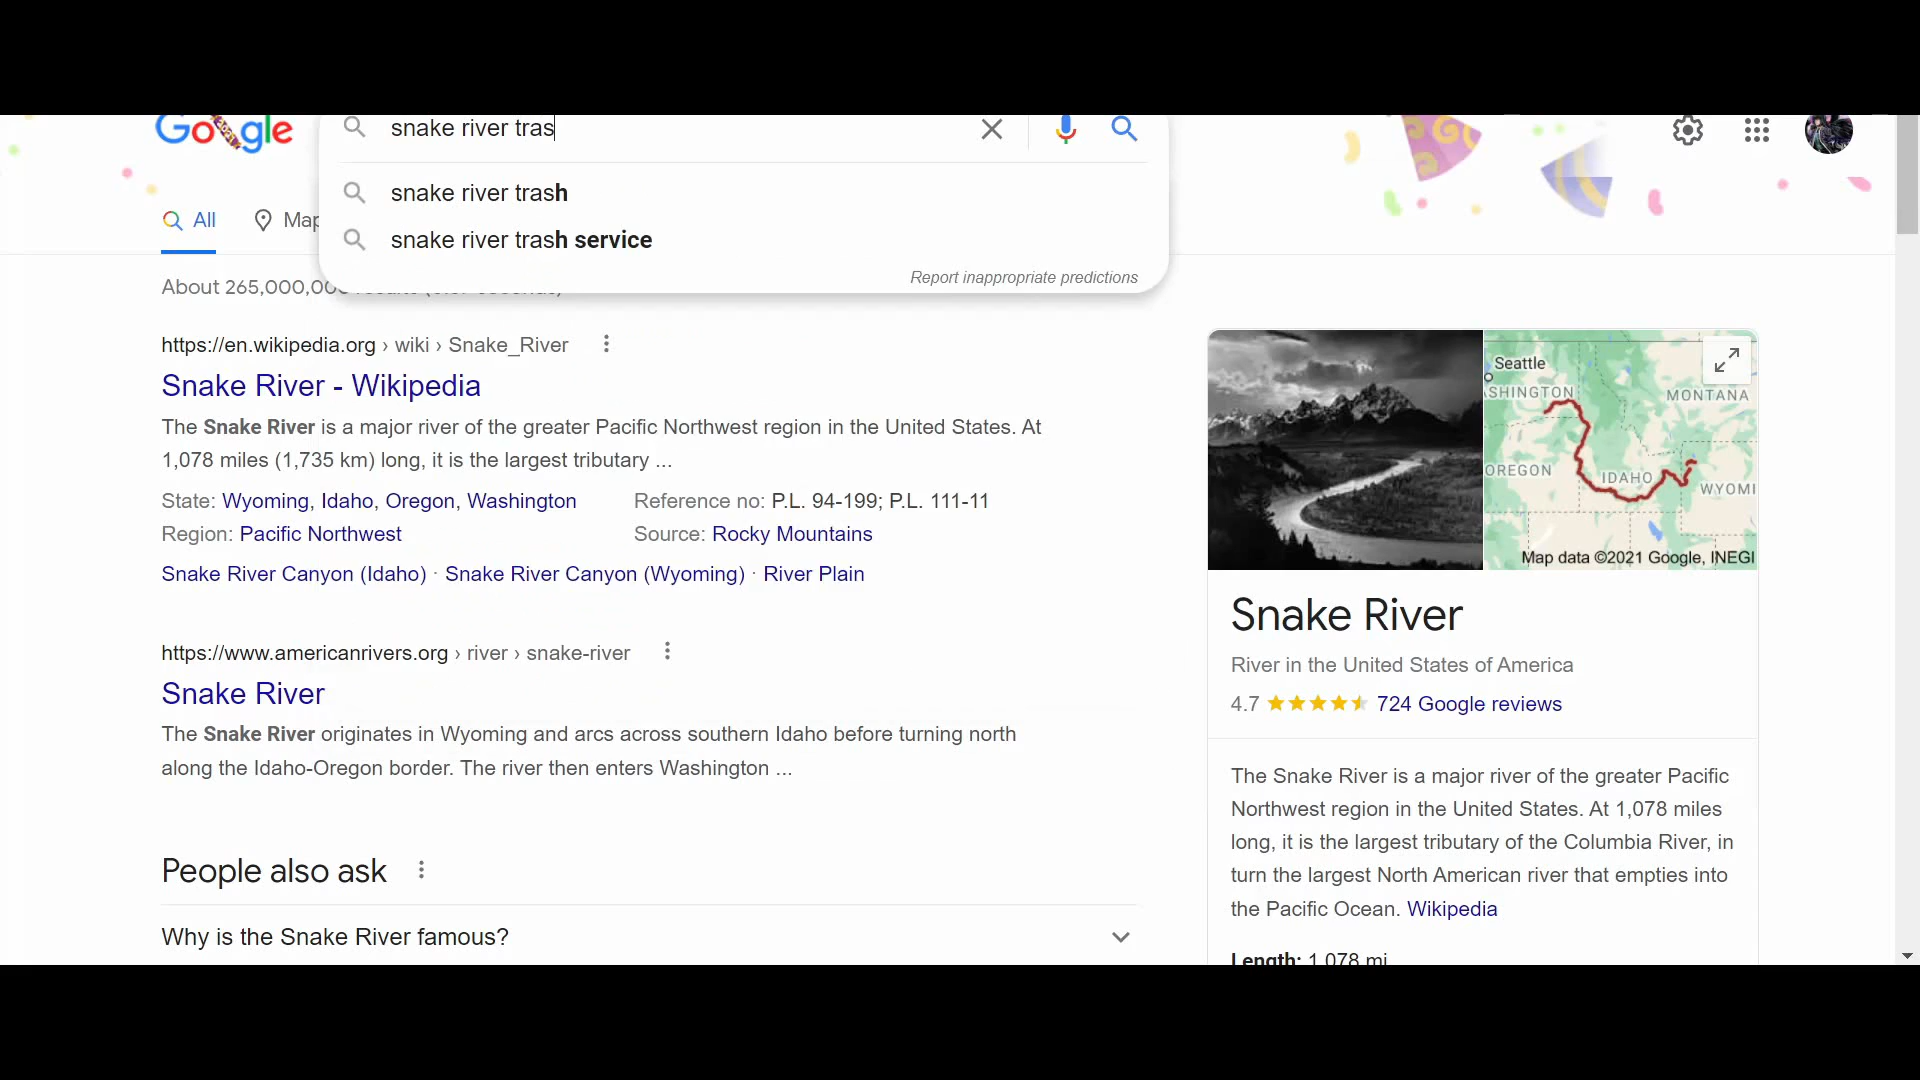 Google
snake river tras
snake river trash
snake river trash service
Report inappropriate predictions
All
Map
About 265,000,00
https://en.wikipedia.org › wiki › Snake_River
Snake River - Wikipedia
The Snake River is a major river of the greater Pacific Northwest region in the United States. At
1,078 miles (1,735 km) long, it is the largest tributary ...
State: Wyoming, Idaho, Oregon, Washington
Reference no: P.L. 94-199; P.L. 111-11
Region: Pacific Northwest
Source: Rocky Mountains
Snake River Canyon (Idaho) · Snake River Canyon (Wyoming) · River Plain
https://www.americanrivers.org › river › snake-river
Snake River
The Snake River originates in Wyoming and arcs across southern Idaho before turning north
along the Idaho-Oregon border. The river then enters Washington ...
People also ask
Why is the Snake River famous?
Seattle
ASHINGTON
MONTANA
OREGON
IDAHO
WYOMI
Map data ©2021 Google, INEGI
Snake River
River in the United States of America
4.7 724 Google reviews
The Snake River is a major river of the greater Pacific
Northwest region in the United States. At 1,078 miles
long, it is the largest tributary of the Columbia River, in
turn the largest North American river that empties into
the Pacific Ocean. Wikipedia
Length: 1,078 mi